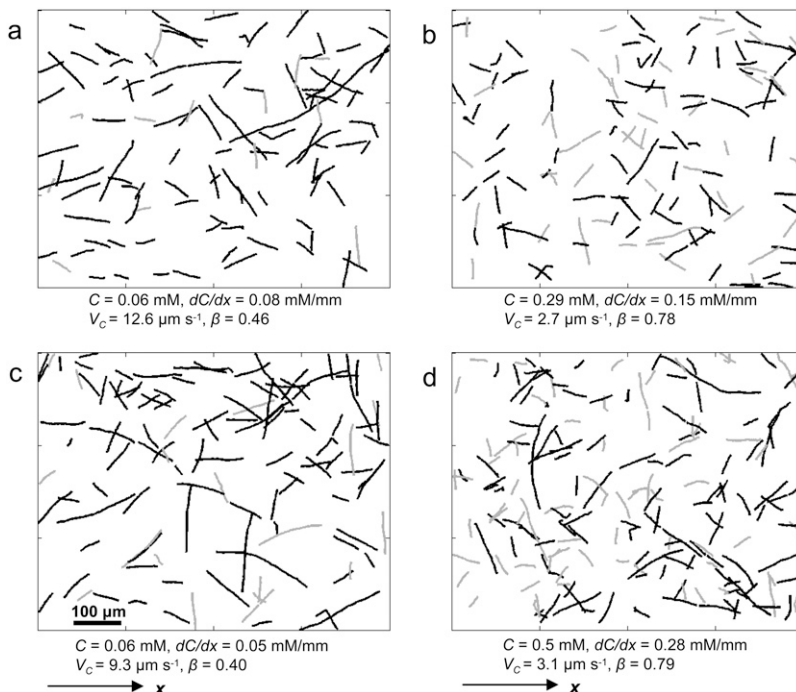 a
b
C = 0.06 mM, dC/dx = 0.08 mM/mm
V_C = 12.6 µm s⁻¹, β = 0.46
C = 0.29 mM, dC/dx = 0.15 mM/mm
V_C = 2.7 µm s⁻¹, β = 0.78
c
d
100 µm
C = 0.06 mM, dC/dx = 0.05 mM/mm
V_C = 9.3 µm s⁻¹, β = 0.40
x
C = 0.5 mM, dC/dx = 0.28 mM/mm
V_C = 3.1 µm s⁻¹, β = 0.79
x